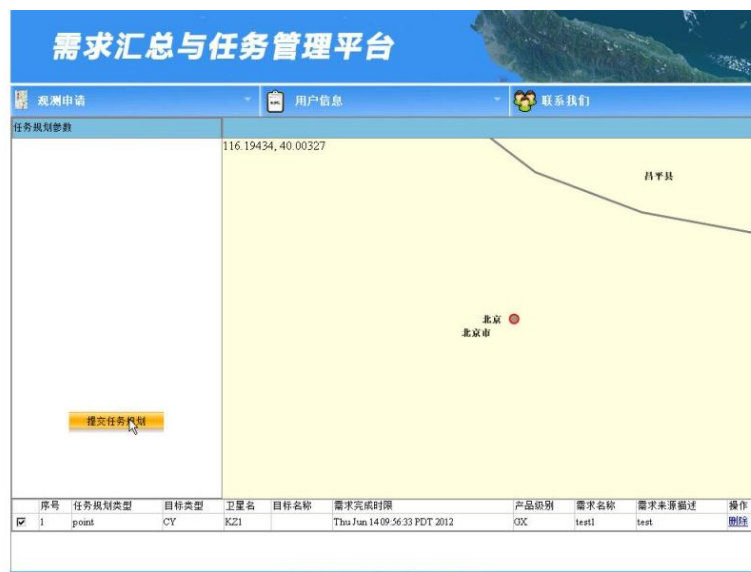 需求汇总与任务管理平台
观测申请 用户信息 联系我们
任务规划参数
116.19434, 40.00327
昌平县
北京
北京市
提交任务规划
序号 任务规划类型 目标类型 卫星名 目标名称 需求完成时限 产品级别 需求名称 需求来源描述 操作
1 point CY KZ1 Thu Jun 14 09:56:33 PDT 2012 GX test1 test 删除